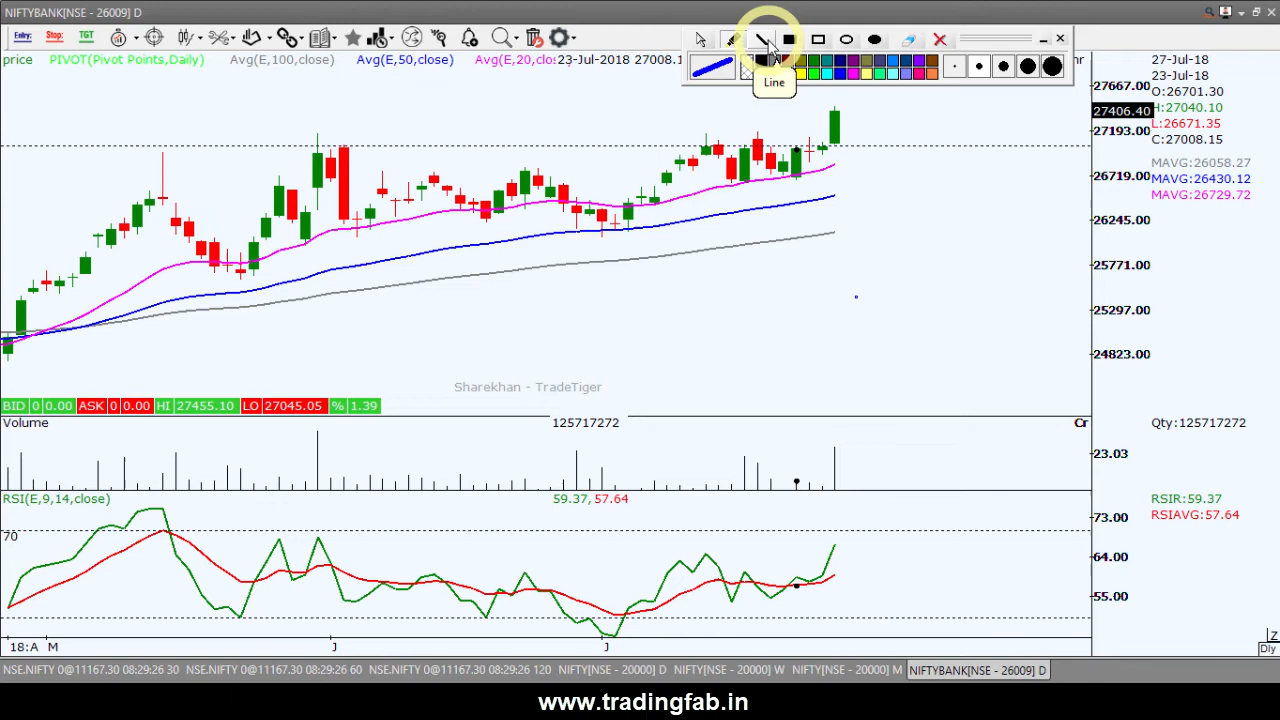 NIFTYBANK[NSE - 26009] D
Entry: Stop: TGT:
Line
price PIVOT(Pivot Points,Daily) Avg(E,100,close) Avg(E,50,close) Avg(E,20,clos 23-Jul-2018 27008.1
27-Jul-18
23-Jul-18
O:26701.30
H:27040.10
L:26671.35
C:27008.15
MAVG:26058.27
MAVG:26430.12
MAVG:26729.72
27667.00
27406.40
27193.00
26719.00
26245.00
25771.00
25297.00
24823.00
Sharekhan - TradeTiger
BID 0 0.00 ASK 0 0.00 HI 27455.10 LO 27045.05 % 1.39
Volume 125717272 Cr Qty:125717272
23.03
RSI(E,9,14,close) 59.37, 57.64 RSIR:59.37
RSIAVG:57.64
70
73.00
64.00
55.00
18:A M J J
Z
Dly
NSE.NIFTY 0@11167.30 08:29:26 30 NSE.NIFTY 0@11167.30 08:29:26 60 NSE.NIFTY 0@11167.30 08:29:26 120 NIFTY[NSE - 20000] D NIFTY[NSE - 20000] W NIFTY[NSE - 20000] M NIFTYBANK[NSE - 26009] D
www.tradingfab.in